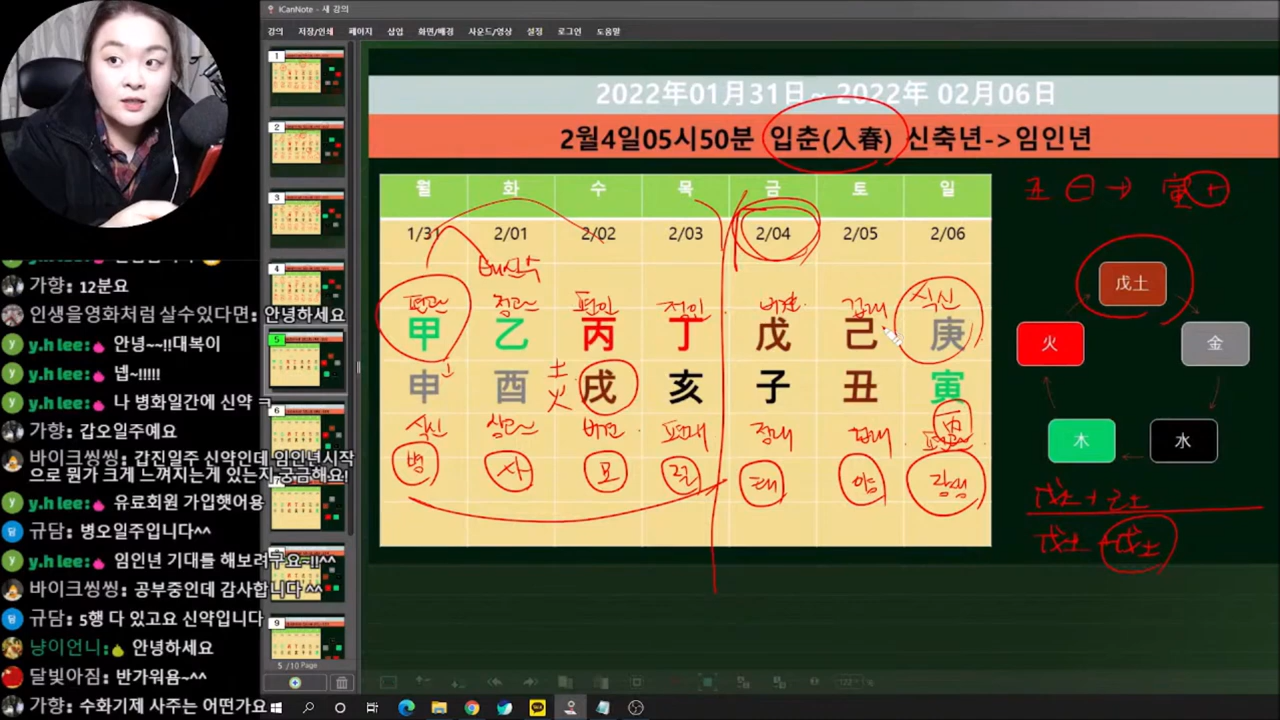 ICanNote - 새 강의
강의 저장/인쇄 페이지 삽입 화면/배경 사운드/영상 설정 로그인 도움말
2022年01月31日~ 2022年 02月06日
2월4일05시50분 입춘(入春) 신축년->임인년
월 화 수 목 금 토 일
1/31 2/01 2/02 2/03 2/04 2/05 2/06
편관 정관 편인 정인 비견 겁재 식신
甲 乙 丙 丁 戊 己 庚
申 酉 戌 亥 子 丑 寅
土
火
식신 상관 비견 편재 정재 겁재
병 사 묘 절 태 양 장생
寅 +
戊土
火 金
木 水
戊土 + 己土
戊土 + 戊土
1
2
3
4
5
6
9
5 /10 Page
가향: 12분요
인생을영화처럼 살수있다면: 안녕하세요
y.h lee: 안녕~~!!대복이
y.h lee: 넵~!!!!!
y.h lee: 나 병화일간에 신약 ㅋ
가향: 갑오일주예요
바이크씽씽: 갑진일주 신약인데 임인년시작
으로 뭔가 크게 느껴지는게 있는지 궁금해요!
y.h lee: 유료회원 가입햇어용
규담: 병오일주입니다^^
y.h lee: 임인년 기대를 해보려구요~!!^^
바이크씽씽: 공부중인데 감사합니다 ^^
규담: 5행 다 있고요 신약입니다
냥이언니: 안녕하세요
달빛아짐: 반가워욤~^^
가향: 수화기제 사주는 어떤가요